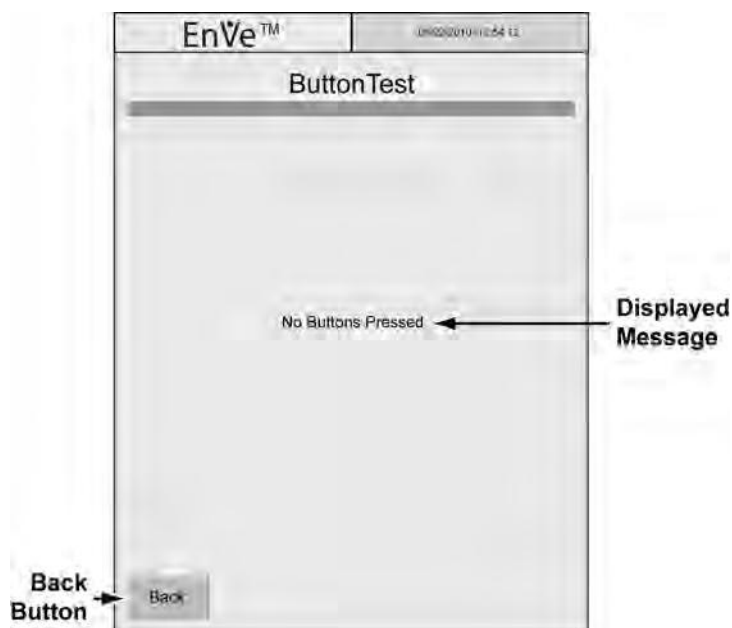 EnVe™
ButtonTest
No Buttons Pressed
Displayed
Message
Back
Button
Back